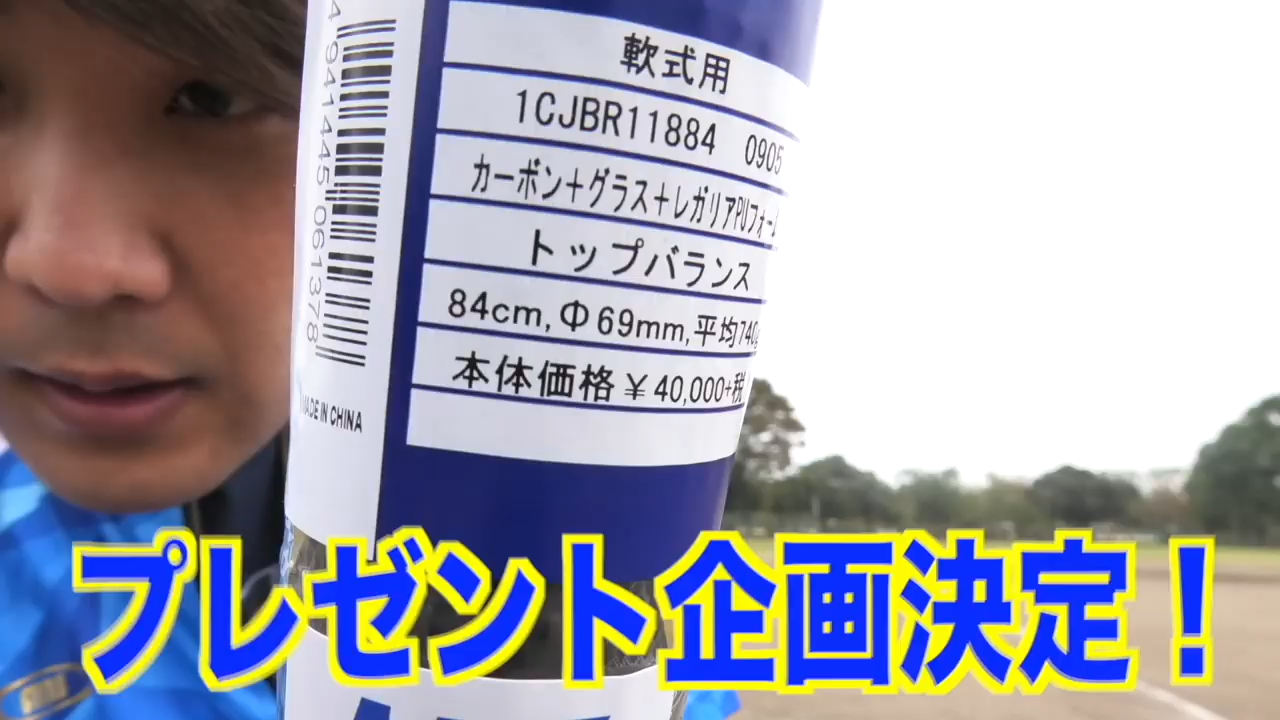 4 941445 061378
MADE IN CHINA
軟式用
1CJBR11884 0905
カーボン+グラス+レガリアPUフォーム
トップバランス
84cm,Φ69mm,平均740g
本体価格￥40,000+税
プレゼント企画決定！